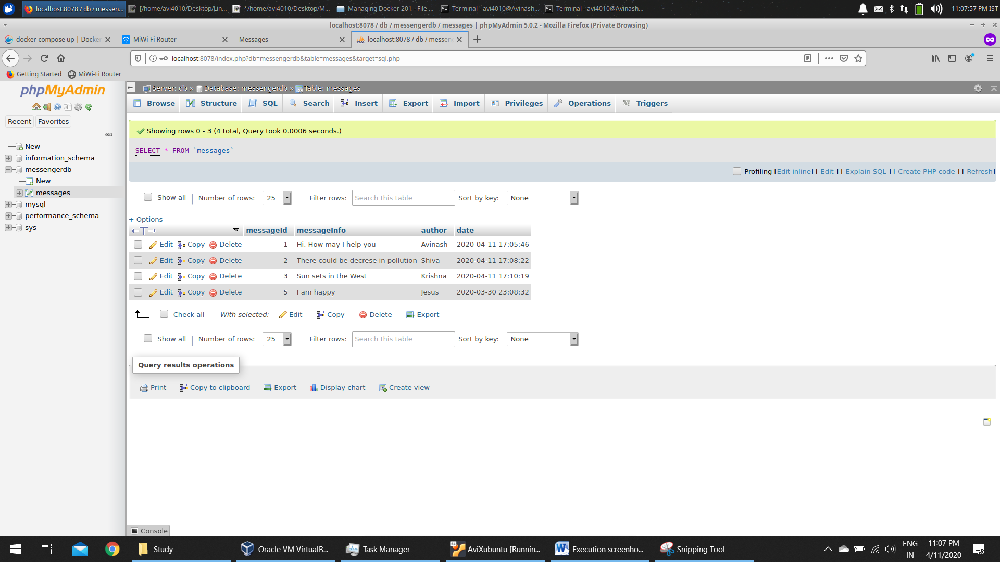 localhost:8078 / db / messen...
[/home/avi4010/Desktop/Lin...
*/home/avi4010/Desktop/M...
Managing Docker 201 - File ...
Terminal - avi4010@Avinash...
Terminal - avi4010@Avinash...
11:07:57 PM IST
localhost:8078 / db / messengerdb / messages | phpMyAdmin 5.0.2 - Mozilla Firefox (Private Browsing)
docker-compose up | Docker
MiWi-Fi Router
Messages
localhost:8078 / db / messen
localhost:8078/index.php?db=messengerdb&table=messages&target=sql.php
Getting Started
MiWi-Fi Router
phpMyAdmin
Recent
Favorites
New
information_schema
messengerdb
New
messages
mysql
performance_schema
sys
Server: db » Database: messengerdb » Table: messages
Browse
Structure
SQL
Search
Insert
Export
Import
Privileges
Operations
Triggers
Showing rows 0 - 3 (4 total, Query took 0.0006 seconds.)
SELECT * FROM `messages`
Profiling [Edit inline] [ Edit ] [ Explain SQL ] [ Create PHP code ] [ Refresh]
Show all | Number of rows: 25 Filter rows: Search this table Sort by key: None
+ Options
messageId messageInfo author date
Edit Copy Delete 1 Hi, How may I help you Avinash 2020-04-11 17:05:46
Edit Copy Delete 2 There could be decrese in pollution Shiva 2020-04-11 17:08:22
Edit Copy Delete 3 Sun sets in the West Krishna 2020-04-11 17:10:19
Edit Copy Delete 5 I am happy Jesus 2020-03-30 23:08:32
Check all With selected: Edit Copy Delete Export
Show all | Number of rows: 25 Filter rows: Search this table Sort by key: None
Query results operations
Print Copy to clipboard Export Display chart Create view
Console
Study
Oracle VM VirtualB...
Task Manager
AviXubuntu [Runnin...
Execution screensho...
Snipping Tool
ENG
IN
11:07 PM
4/11/2020